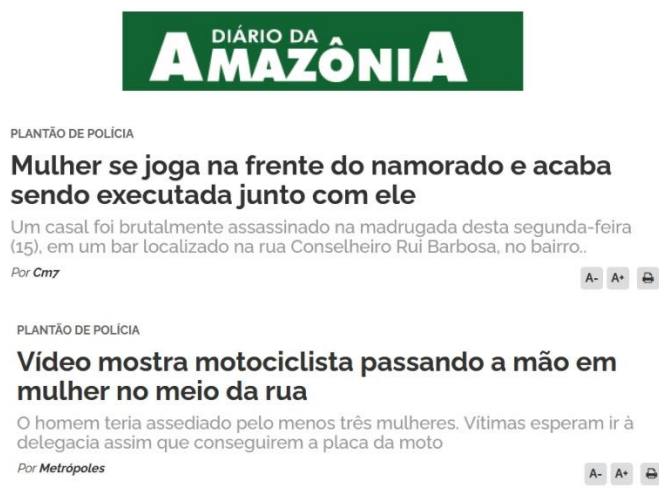 DIÁRIO DA
AMAZÔNIA
PLANTÃO DE POLÍCIA
Mulher se joga na frente do namorado e acaba
sendo executada junto com ele
Um casal foi brutalmente assassinado na madrugada desta segunda-feira
(15), em um bar localizado na rua Conselheiro Rui Barbosa, no bairro..
Por Cm7
A- A+
PLANTÃO DE POLÍCIA
Vídeo mostra motociclista passando a mão em
mulher no meio da rua
O homem teria assediado pelo menos três mulheres. Vítimas esperam ir à
delegacia assim que conseguirem a placa da moto
Por Metrópoles
A- A+